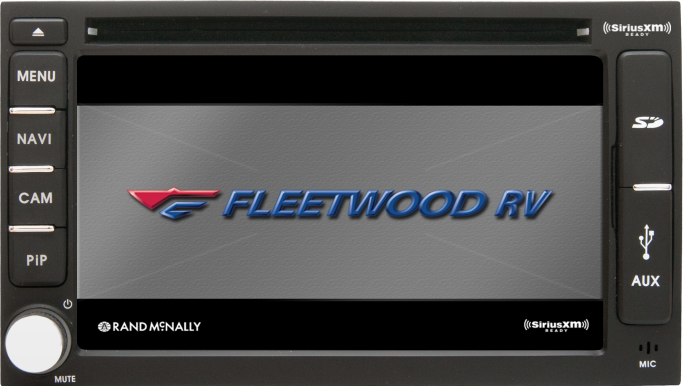 ((SiriusXM))
READY
MENU
NAVI
CAM
PiP
MUTE
FLEETWOOD RV
RAND MCNALLY
((SiriusXM))
READY
SD
AUX
MIC